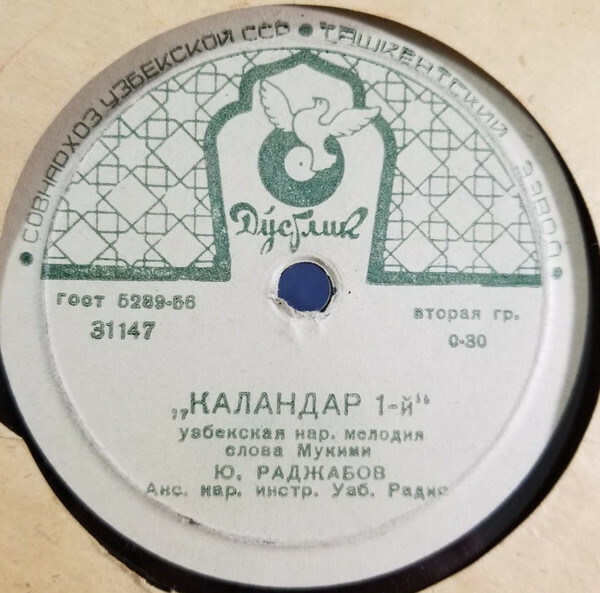 СОВНАРХОЗ УЗБЕКСКОЙ ССР • ТАШКЕНТСКИЙ ЗАВОД
Дўстлик
ГОСТ 5289-56
31147
вторая гр.
0-30
„КАЛАНДАР 1-й“
узбекская нар. мелодия
слова Мукими
Ю. РАДЖАБОВ
Анс. нар. инстр. Узб. Радио